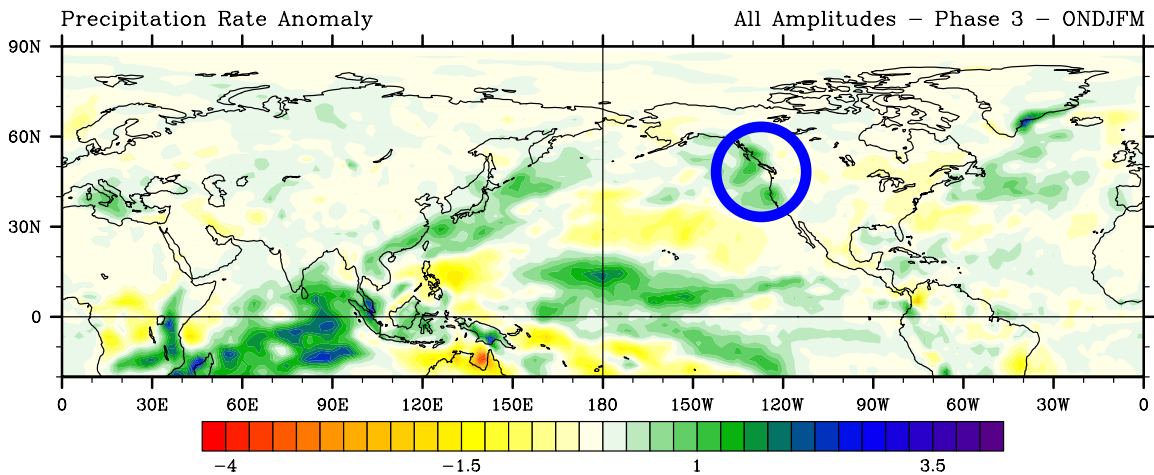 Precipitation Rate Anomaly
All Amplitudes − Phase 3 − ONDJFM
90N
60N
30N
0
0 30E 60E 90E 120E 150E 180 150W 120W 90W 60W 30W 0
−4 −1.5 1 3.5